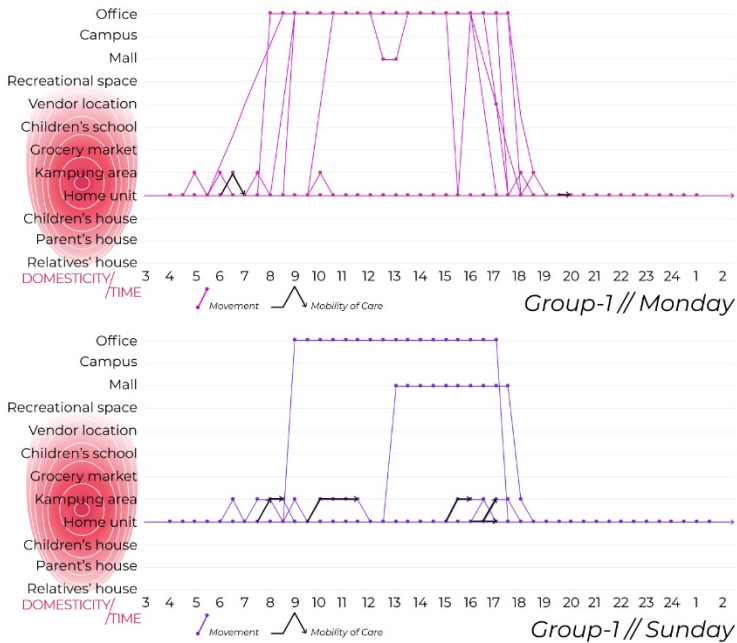 Office
Campus
Mall
Recreational space
Vendor location
Children's school
Grocery market
Kampung area
Home unit
Children's house
Parent's house
Relatives' house
DOMESTICITY/
/TIME
3 4 5 6 7 8 9 10 11 12 13 14 15 16 17 18 19 20 21 22 23 24 1 2
Movement Mobility of Care
Group-1 // Monday
Office
Campus
Mall
Recreational space
Vendor location
Children's school
Grocery market
Kampung area
Home unit
Children's house
Parent's house
Relatives' house
DOMESTICITY/
/TIME
3 4 5 6 7 8 9 10 11 12 13 14 15 16 17 18 19 20 21 22 23 24 1 2
Movement Mobility of Care
Group-1 // Sunday